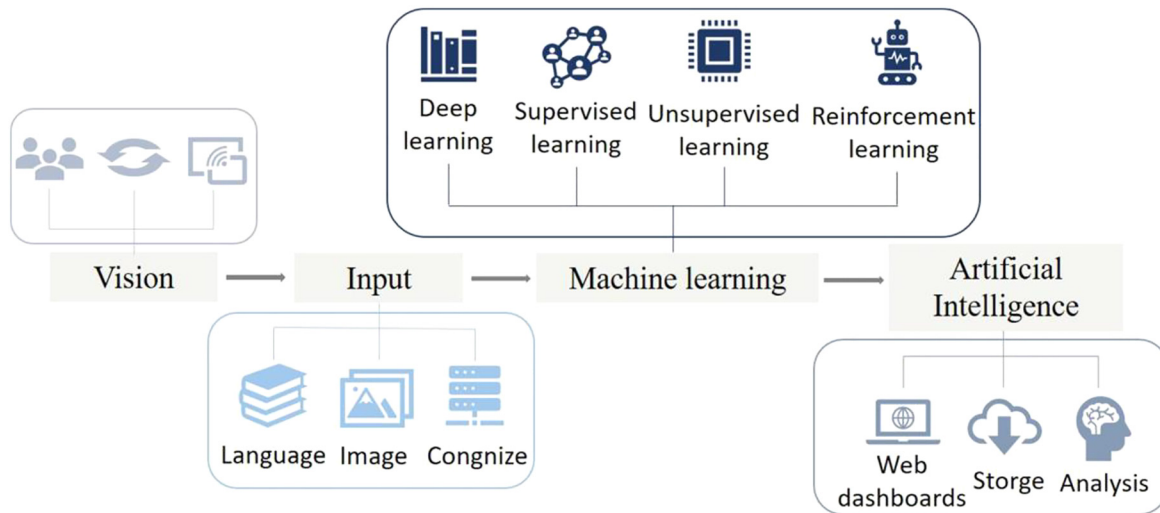 Deep
learning
Supervised
learning
Unsupervised
learning
Reinforcement
learning
Vision
Input
Machine learning
Artificial
Intelligence
Language
Image
Congnize
Web
dashboards
Storge
Analysis